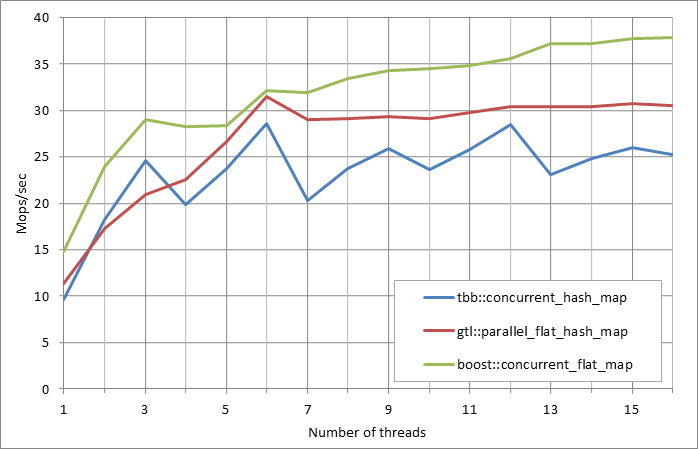 40
35
30
25
20
15
10
5
0
Mops/sec
1 3 5 7 9 11 13 15
Number of threads
tbb::concurrent_hash_map
gtl::parallel_flat_hash_map
boost::concurrent_flat_map